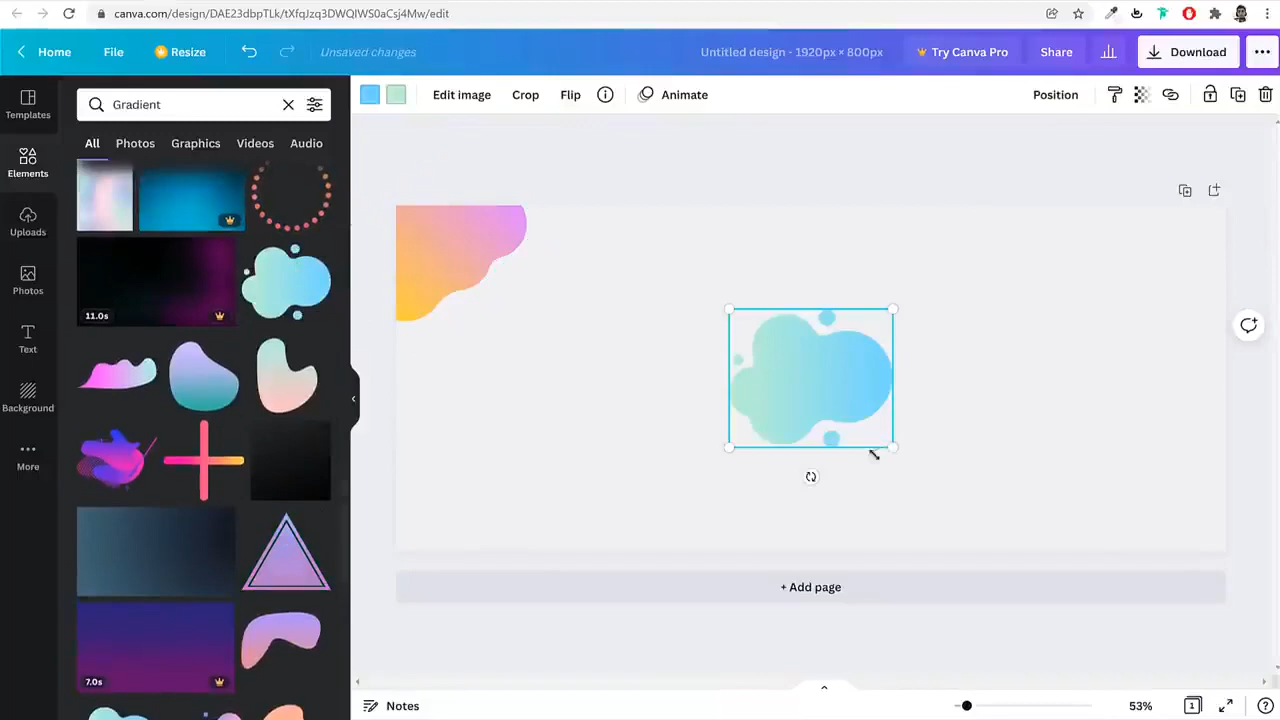 canva.com/design/DAE23dbpTLk/tXfqJzq3DWQlWS0aCsj4Mw/edit
Home File Resize Unsaved changes Untitled design - 1920px × 800px Try Canva Pro Share Download
Templates
Elements
Uploads
Photos
Text
Background
More
Gradient
All Photos Graphics Videos Audio
11.0s
7.0s
Edit image Crop Flip Animate Position
+ Add page
Notes 53% 1